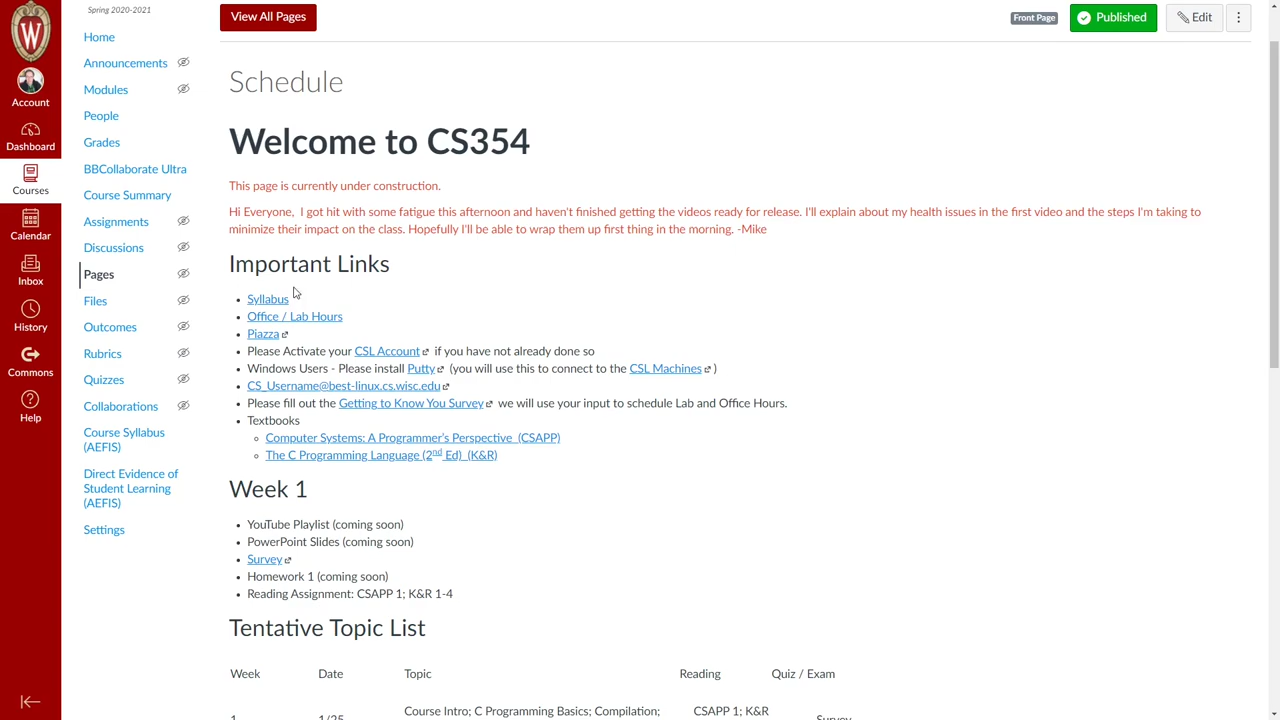 Spring 2020-2021
Account
Dashboard
Courses
Calendar
Inbox
History
Commons
Help
Home
Announcements
Modules
People
Grades
BBCollaborate Ultra
Course Summary
Assignments
Discussions
Pages
Files
Outcomes
Rubrics
Quizzes
Collaborations
Course Syllabus
(AEFIS)
Direct Evidence of
Student Learning
(AEFIS)
Settings
View All Pages
Front Page
Published
Edit
Schedule
Welcome to CS354
This page is currently under construction.
Hi Everyone, I got hit with some fatigue this afternoon and haven't finished getting the videos ready for release. I'll explain about my health issues in the first video and the steps I'm taking to
minimize their impact on the class. Hopefully I'll be able to wrap them up first thing in the morning. -Mike
Important Links
• Syllabus
• Office / Lab Hours
• Piazza
• Please Activate your CSL Account if you have not already done so
• Windows Users - Please install Putty (you will use this to connect to the CSL Machines )
• CS_Username@best-linux.cs.wisc.edu
• Please fill out the Getting to Know You Survey we will use your input to schedule Lab and Office Hours.
• Textbooks
◦ Computer Systems: A Programmer's Perspective (CSAPP)
◦ The C Programming Language (2nd Ed) (K&R)
Week 1
• YouTube Playlist (coming soon)
• PowerPoint Slides (coming soon)
• Survey
• Homework 1 (coming soon)
• Reading Assignment: CSAPP 1; K&R 1-4
Tentative Topic List
Week Date Topic Reading Quiz / Exam
Course Intro; C Programming Basics; Compilation; CSAPP 1; K&R
1 1/25 Survey